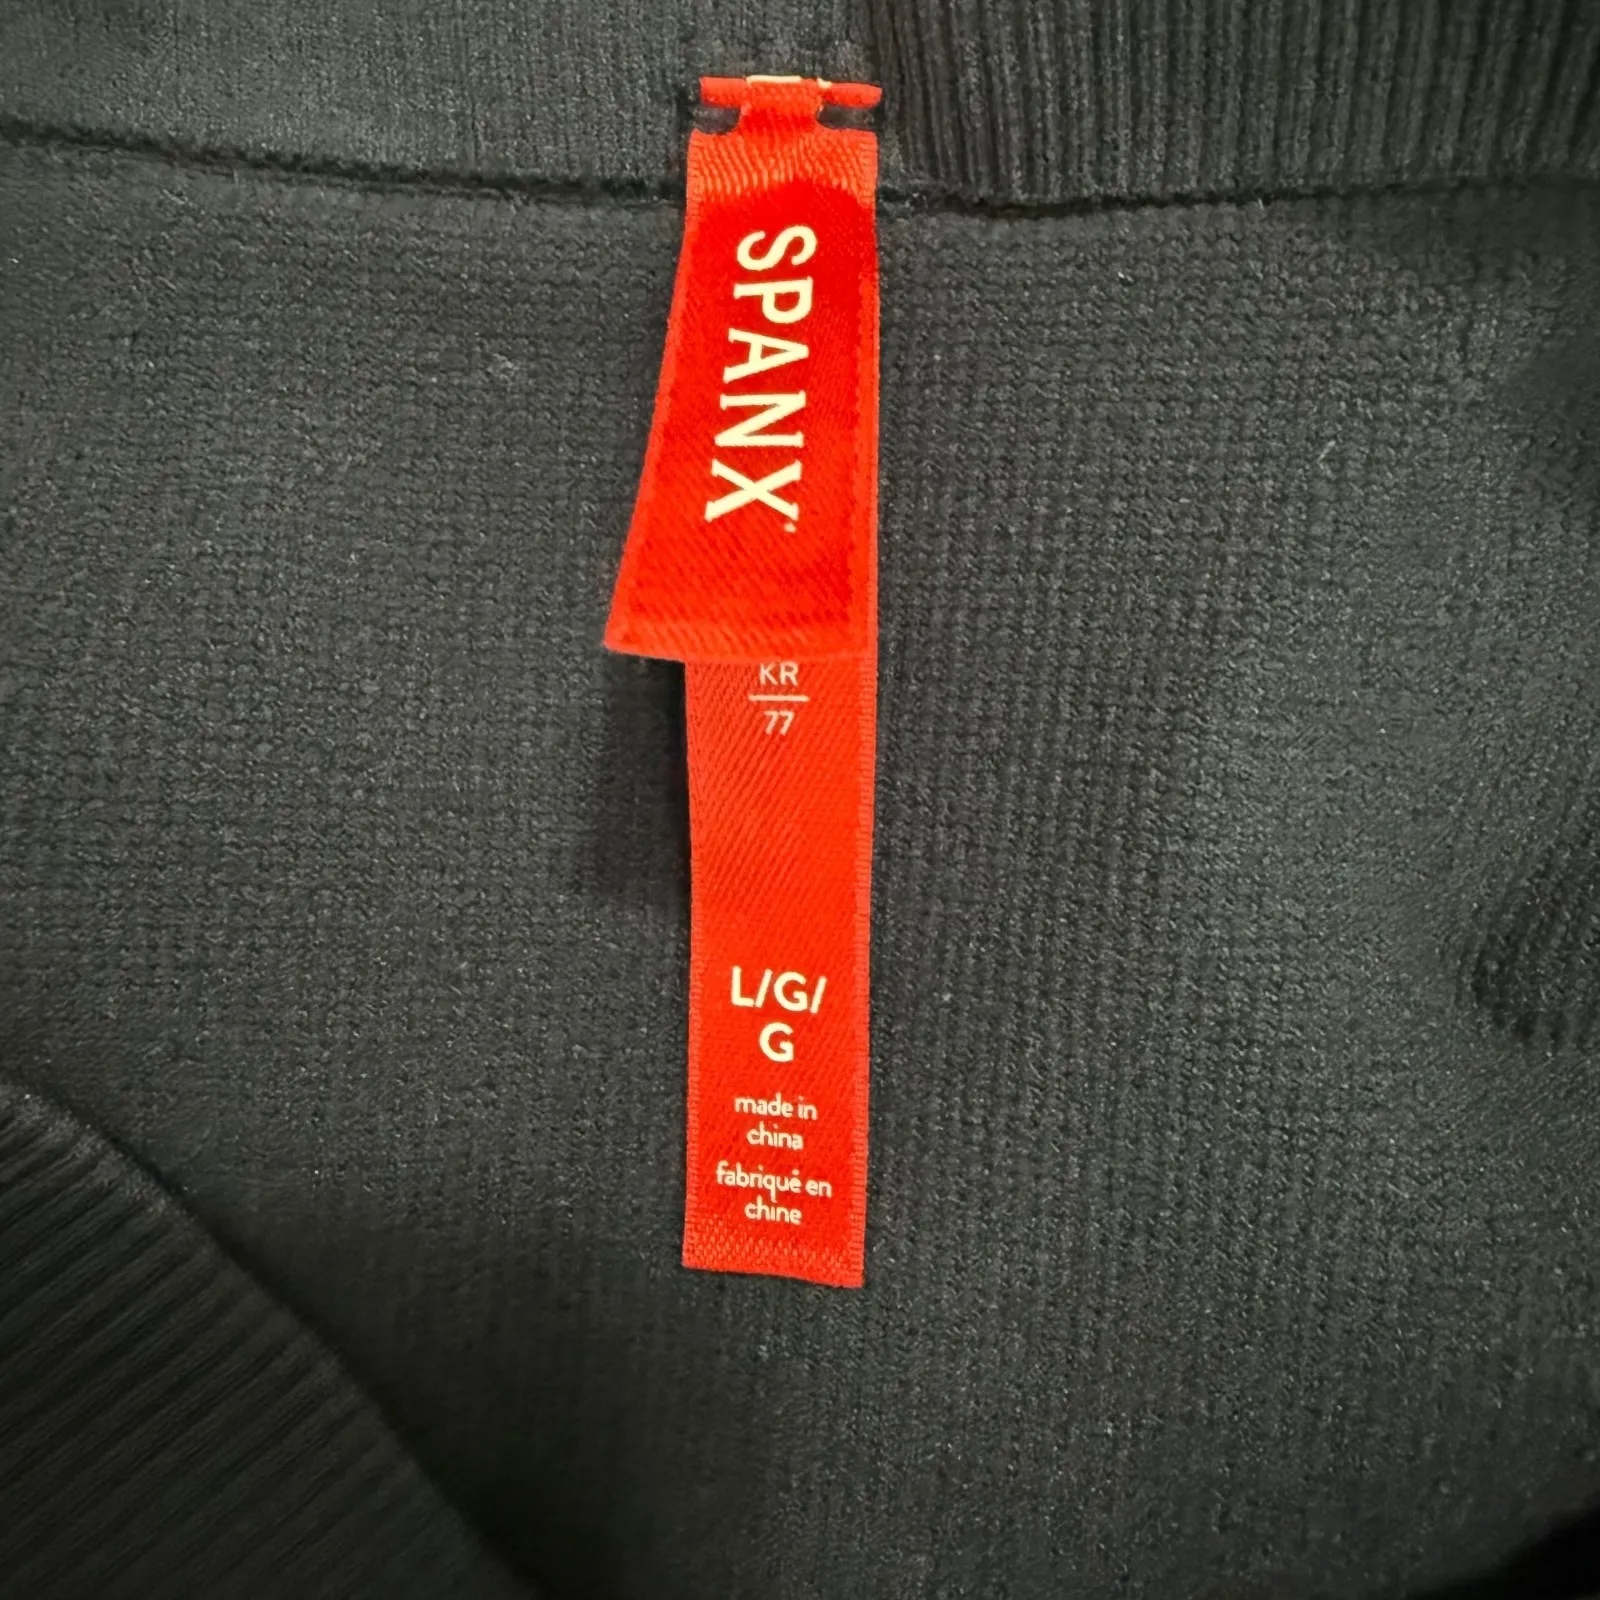 SPANX
KR
77
L/G/
G
made in
china
fabriqué en
chine